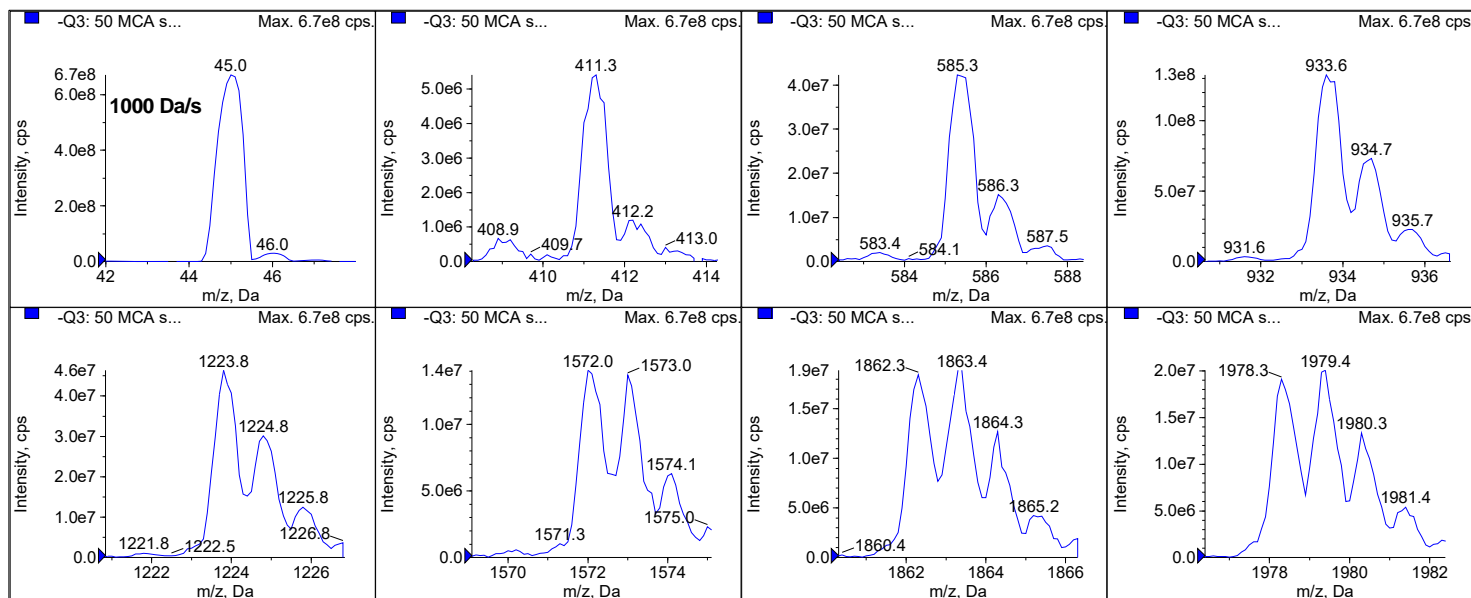 -Q3: 50 MCA s... Max. 6.7e8 cps.
45.0
6.7e8
6.0e8
1000 Da/s
4.0e8
2.0e8
46.0
0.0
42 44 46
m/z, Da
Intensity, cps
-Q3: 50 MCA s... Max. 6.7e8 cps.
411.3
5.0e6
4.0e6
3.0e6
2.0e6
412.2
1.0e6
408.9
409.7
413.0
0.0
410 412 414
m/z, Da
Intensity, cps
-Q3: 50 MCA s... Max. 6.7e8 cps.
585.3
4.0e7
3.0e7
2.0e7
586.3
1.0e7
583.4
584.1
587.5
0.0
584 586 588
m/z, Da
Intensity, cps
-Q3: 50 MCA s... Max. 6.7e8 cps.
933.6
1.3e8
1.0e8
934.7
5.0e7
935.7
931.6
0.0
932 934 936
m/z, Da
Intensity, cps
-Q3: 50 MCA s... Max. 6.7e8 cps.
1223.8
4.6e7
4.0e7
3.0e7
1224.8
2.0e7
1225.8
1.0e7
1221.8
1222.5
1226.8
0.0
1222 1224 1226
m/z, Da
Intensity, cps
-Q3: 50 MCA s... Max. 6.7e8 cps.
1572.0
1573.0
1.4e7
1.0e7
1574.1
5.0e6
1571.3
1575.0
0.0
1570 1572 1574
m/z, Da
Intensity, cps
-Q3: 50 MCA s... Max. 6.7e8 cps.
1862.3
1863.4
1.9e7
1.5e7
1864.3
1.0e7
5.0e6
1865.2
1860.4
0.0
1862 1864 1866
m/z, Da
Intensity, cps
-Q3: 50 MCA s... Max. 6.7e8 cps.
1978.3
1979.4
2.0e7
1.5e7
1980.3
1.0e7
5.0e6
1981.4
0.0
1978 1980 1982
m/z, Da
Intensity, cps